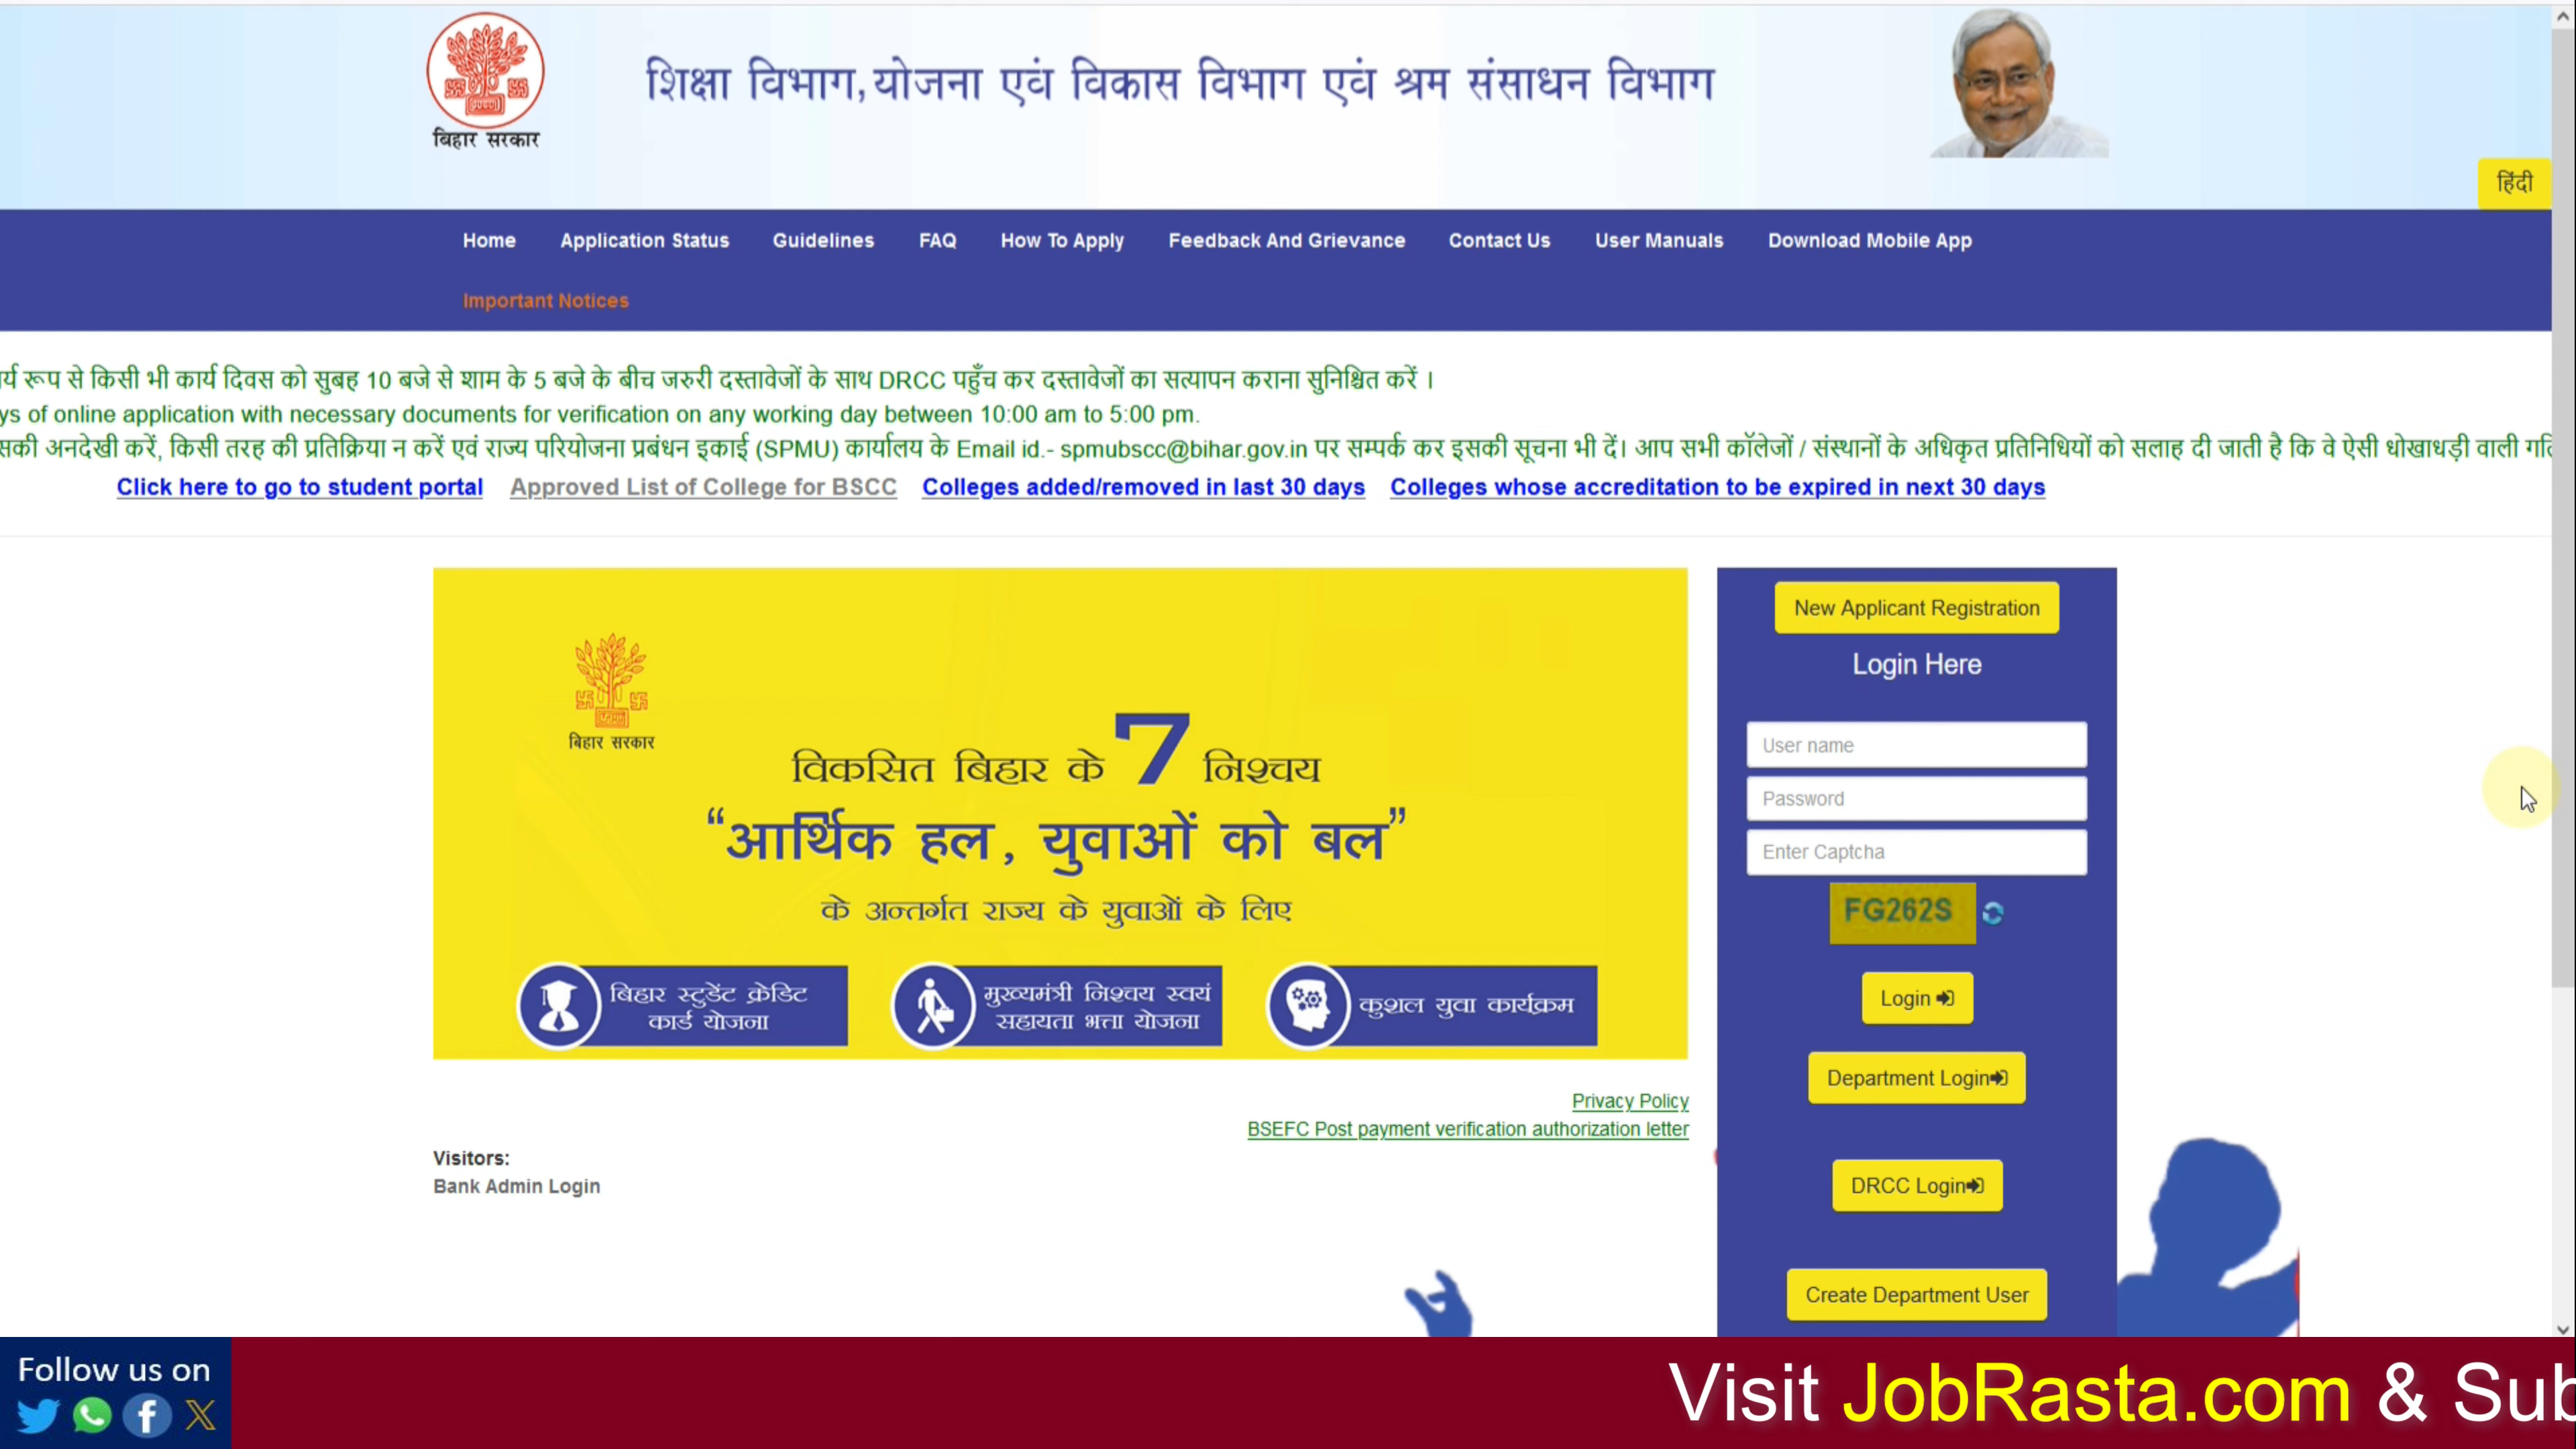 बिहार सरकार
शिक्षा विभाग, योजना एवं विकास विभाग एवं श्रम संसाधन विभाग
हिंदी
Home Application Status Guidelines FAQ How To Apply Feedback And Grievance Contact Us User Manuals Download Mobile App
Important Notices
र्य रूप से किसी भी कार्य दिवस को सुबह 10 बजे से शाम के 5 बजे के बीच जरुरी दस्तावेजों के साथ DRCC पहुँच कर दस्तावेजों का सत्यापन कराना सुनिश्चित करें ।
ys of online application with necessary documents for verification on any working day between 10:00 am to 5:00 pm.
सकी अनदेखी करें, किसी तरह की प्रतिक्रिया न करें एवं राज्य परियोजना प्रबंधन इकाई (SPMU) कार्यालय के Email id.- spmubscc@bihar.gov.in पर सम्पर्क कर इसकी सूचना भी दें। आप सभी कॉलेजों / संस्थानों के अधिकृत प्रतिनिधियों को सलाह दी जाती है कि वे ऐसी धोखाधड़ी वाली
Click here to go to student portal Approved List of College for BSCC Colleges added/removed in last 30 days Colleges whose accreditation to be expired in next 30 days
बिहार सरकार
विकसित बिहार के 7 निश्चय
“आर्थिक हल, युवाओं को बल”
के अन्तर्गत राज्य के युवाओं के लिए
बिहार स्टुडेंट क्रेडिट
कार्ड योजना
मुख्यमंत्री निश्चय स्वयं
सहायता भत्ता योजना
कुशल युवा कार्यक्रम
Privacy Policy
BSEFC Post payment verification authorization letter
Visitors:
Bank Admin Login
New Applicant Registration
Login Here
User name
Password
Enter Captcha
FG262S
Login
Department Login
DRCC Login
Create Department User
Follow us on
Visit JobRasta.com & Sub